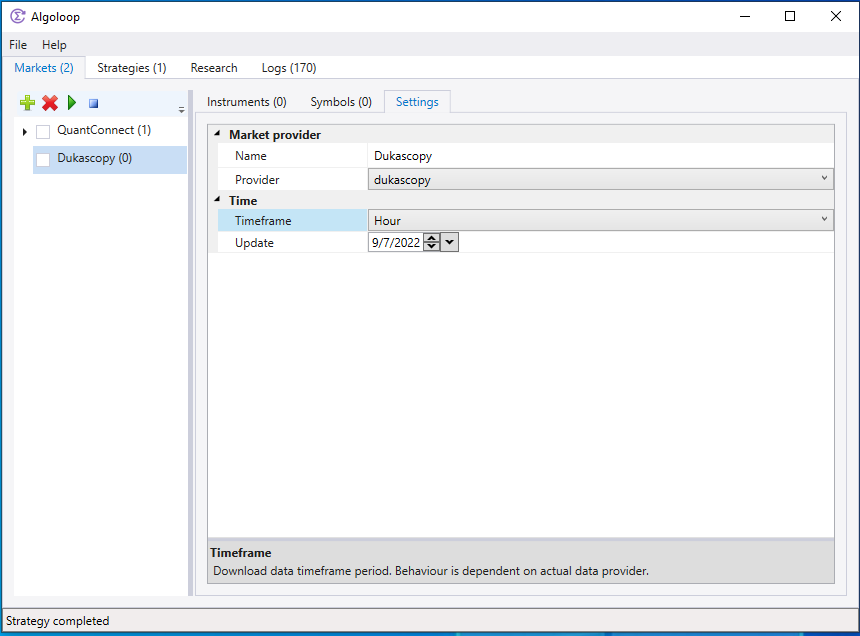 Algoloop
File Help
Markets (2) Strategies (1) Research Logs (170)
Instruments (0) Symbols (0) Settings
QuantConnect (1)
Dukascopy (0)
Market provider
Name Dukascopy
Provider dukascopy
Time
Timeframe Hour
Update 9/7/2022
Timeframe
Download data timeframe period. Behaviour is dependent on actual data provider.
Strategy completed